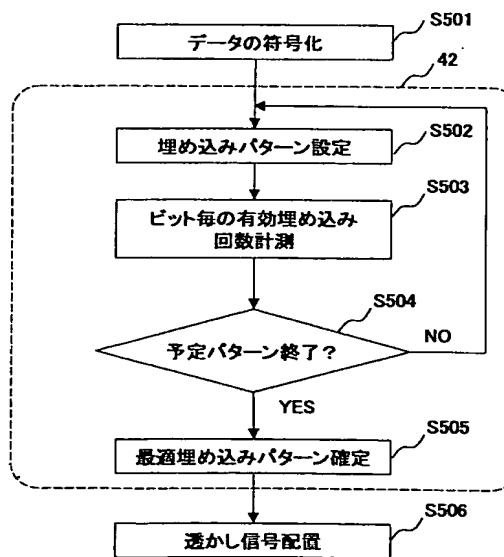 S501
データの符号化
42
S502
埋め込みパターン設定
S503
ビット毎の有効埋め込み
回数計測
S504
予定パターン終了？
NO
YES
S505
最適埋め込みパターン確定
S506
透かし信号配置